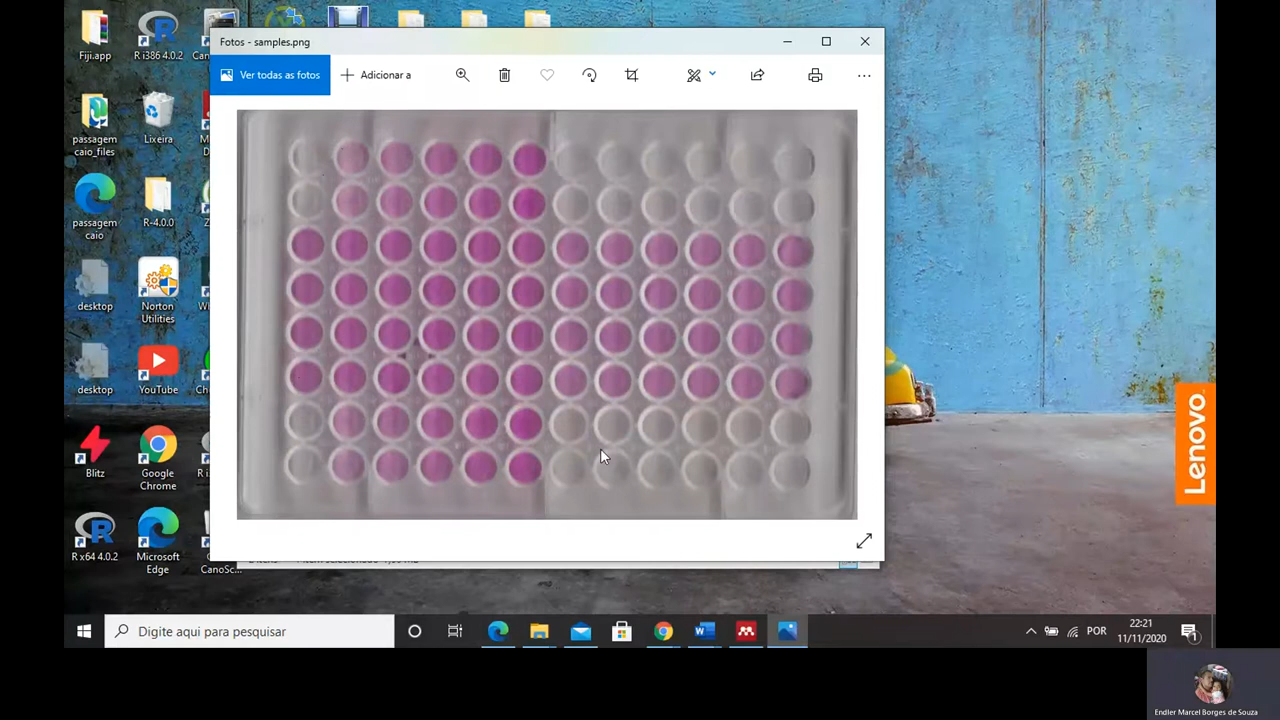 Fiji.app
R i386 4.0.2
Fotos - samples.png
Ver todas as fotos
Adicionar a
passagem
caio_files
Lixeira
passagem
caio
R-4.0.0
desktop
Norton
Utilities
desktop
YouTube
Blitz
Google
Chrome
R x64 4.0.2
Microsoft
Edge
CanoSc...
Lenovo
Digite aqui para pesquisar
POR
22:21
11/11/2020
1
Endler Marcel Borges de Souza